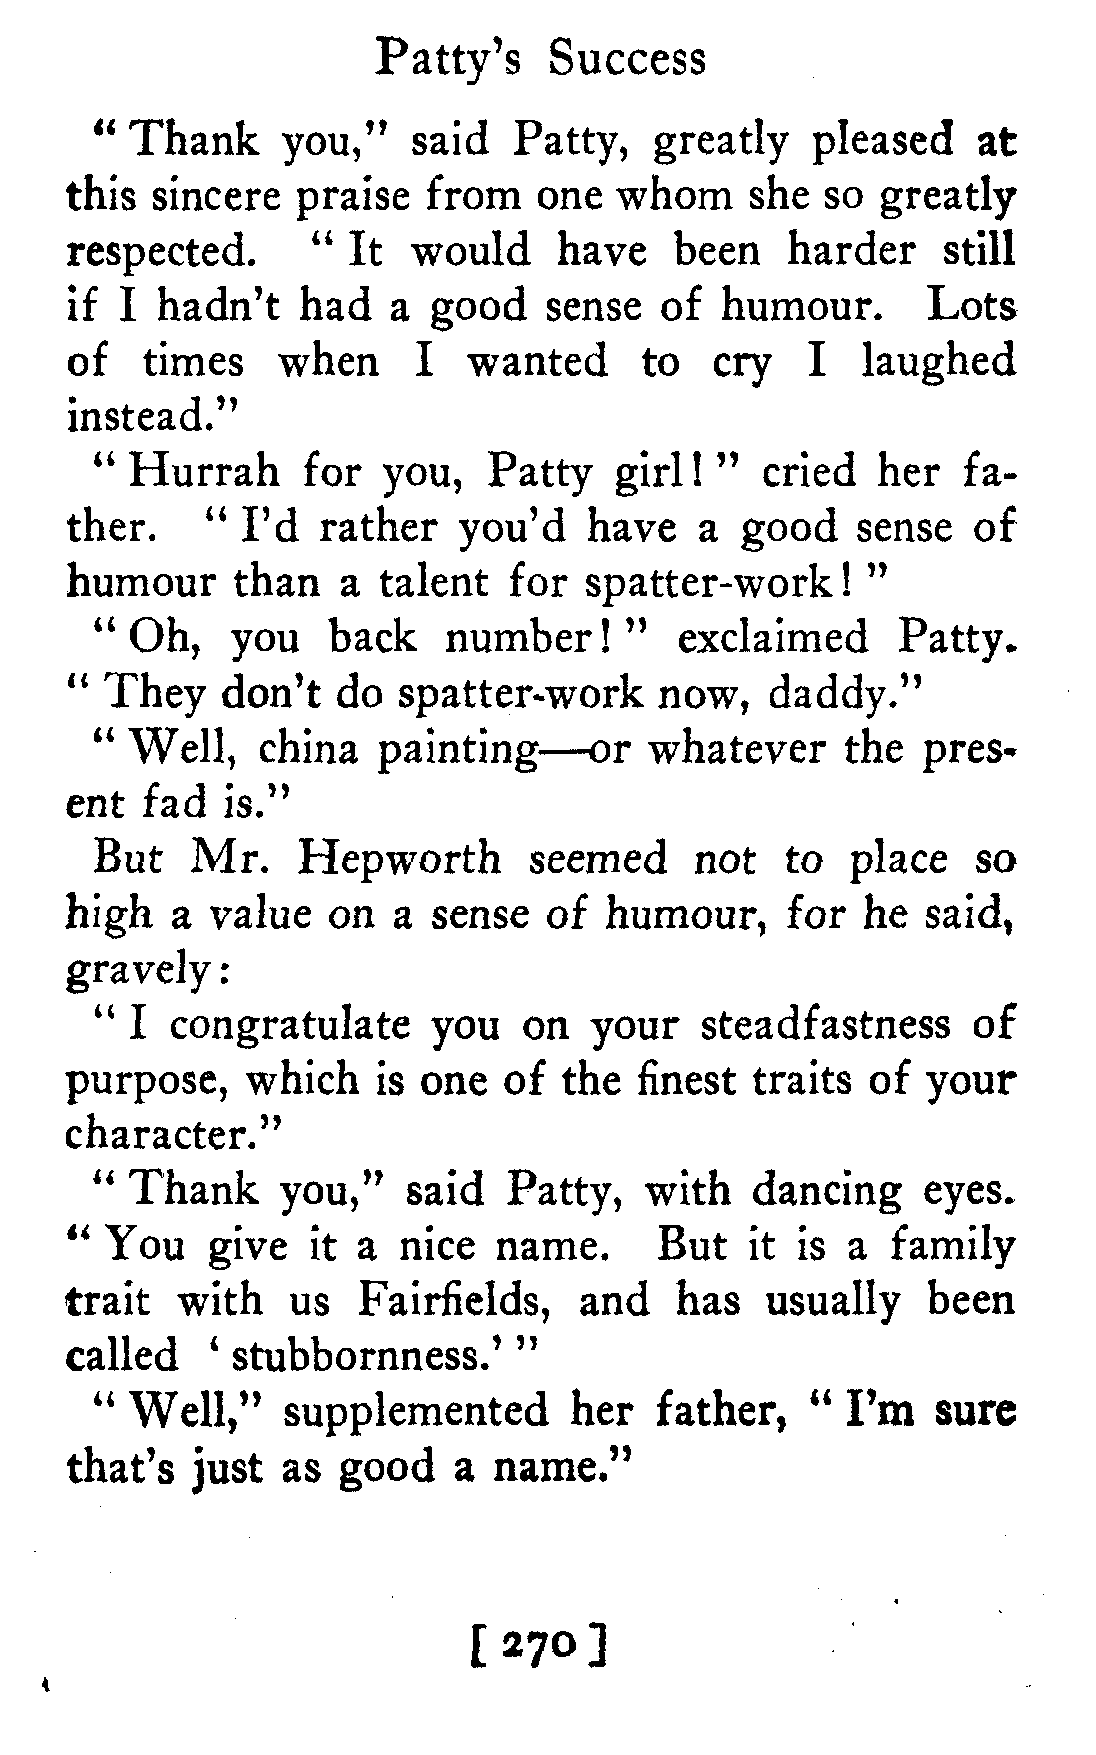 Patty's Success
" Thank you," said Patty, greatly pleased at
this sincere praise from one whom she so greatly
respected. " It would have been harder still
if I hadn't had a good sense of humour. Lots
of times when I wanted to cry I laughed
instead."
" Hurrah for you, Patty girl! " cried her fa-
ther. " I'd rather you'd have a good sense of
humour than a talent for spatter-work! "
" Oh, you back number! " exclaimed Patty.
" They don't do spatter-work now, daddy."
" Well, china painting—or whatever the pres-
ent fad is."
But Mr. Hepworth seemed not to place so
high a value on a sense of humour, for he said,
gravely:
" I congratulate you on your steadfastness of
purpose, which is one of the finest traits of your
character."
" Thank you," said Patty, with dancing eyes.
" You give it a nice name. But it is a family
trait with us Fairfields, and has usually been
called ' stubbornness.' "
" Well," supplemented her father, " I'm sure
that's just as good a name."
[ 270 ]